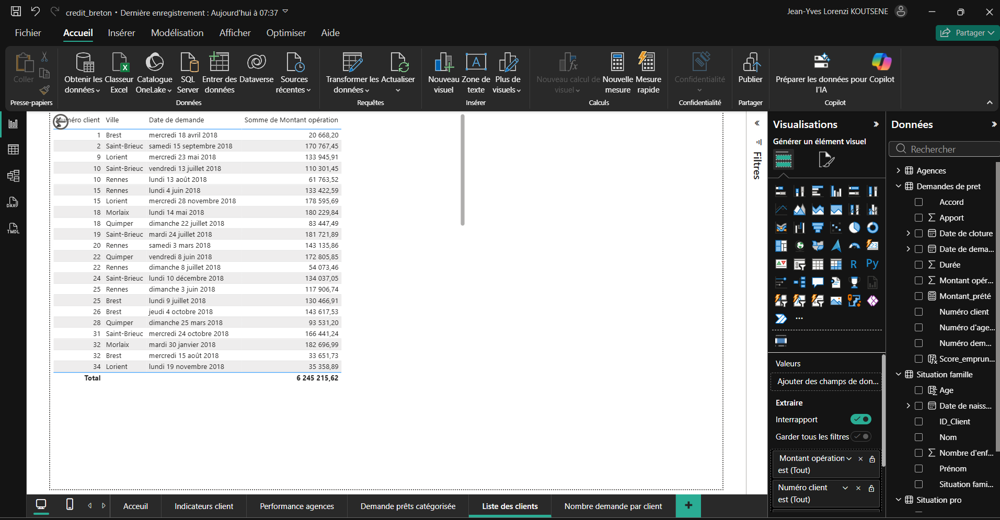 credit_breton • Dernière enregistrement : Aujourd'hui à 07:37
Jean-Yves Lorenzi KOUTSENE
Fichier Accueil Insérer Modélisation Afficher Optimiser Aide
Partager
Coller
Presse-papiers
Obtenir les données
Classeur Excel
Catalogue OneLake
SQL Server
Entrer des données
Dataverse
Sources récentes
Données
Transformer les données
Actualiser
Requêtes
Nouveau visuel
Zone de texte
Plus de visuels
Insérer
Nouveau calcul de visuel
Nouvelle mesure
Mesure rapide
Calculs
Confidentialité
Confidentialité
Publier
Partager
Préparer les données pour l'IA
Copilot
Copilot
DAX
TMDL
Numéro client Ville Date de demande Somme de Montant opération
1 Brest mercredi 18 avril 2018 20 668,20
2 Saint-Brieuc samedi 15 septembre 2018 170 767,45
9 Lorient mercredi 23 mai 2018 133 945,91
10 Saint-Brieuc vendredi 13 juillet 2018 110 301,45
10 Rennes lundi 13 août 2018 61 763,52
15 Rennes lundi 4 juin 2018 133 422,59
15 Lorient mercredi 28 novembre 2018 178 595,69
18 Morlaix lundi 14 mai 2018 180 229,84
18 Quimper dimanche 22 juillet 2018 83 447,49
19 Saint-Brieuc mardi 24 juillet 2018 181 721,89
20 Rennes samedi 3 mars 2018 143 135,86
22 Quimper vendredi 8 juin 2018 172 805,85
22 Rennes dimanche 8 juillet 2018 54 073,46
24 Saint-Brieuc lundi 10 décembre 2018 134 037,05
25 Rennes dimanche 3 juin 2018 117 906,74
25 Brest lundi 9 juillet 2018 130 466,91
26 Brest jeudi 4 octobre 2018 143 617,53
28 Quimper dimanche 25 mars 2018 93 531,20
31 Saint-Brieuc mercredi 24 octobre 2018 166 441,24
32 Morlaix mardi 30 janvier 2018 182 696,99
32 Brest mercredi 15 août 2018 33 651,73
34 Lorient lundi 19 novembre 2018 35 358,89
Total 6 245 215,62
Filtres
Visualisations
Générer un élément visuel
123
R Py
Valeurs
Ajouter des champs de don...
Extraire
Interrapport
Garder tous les filtres
Montant opération
est (Tout)
Numéro client
est (Tout)
Données
Rechercher
Agences
Demandes de pret
Accord
Apport
Date de cloture
Date de dema...
Durée
Montant opér...
Montant_prété
Numéro client
Numéro d'age...
Numéro dem...
Score_emprun...
Situation famille
Age
Date de naiss...
ID_Client
Nom
Nombre d'enf...
Prénom
Situation fami...
Situation pro
Acceuil Indicateurs client Performance agences Demande prêts catégorisée Liste des clients Nombre demande par client